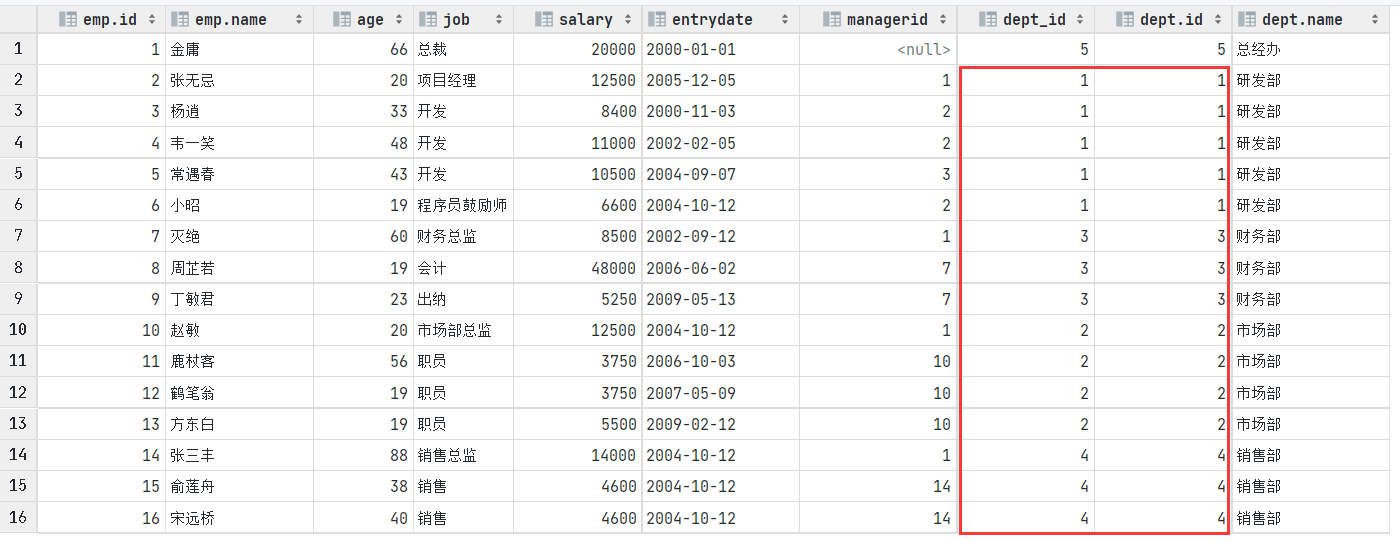 emp.id emp.name age job salary entrydate managerid dept_id dept.id dept.name
1 1 金庸 66 总裁 20000 2000-01-01 <null> 5 5 总经办
2 2 张无忌 20 项目经理 12500 2005-12-05 1 1 1 研发部
3 3 杨逍 33 开发 8400 2000-11-03 2 1 1 研发部
4 4 韦一笑 48 开发 11000 2002-02-05 2 1 1 研发部
5 5 常遇春 43 开发 10500 2004-09-07 3 1 1 研发部
6 6 小昭 19 程序员鼓励师 6600 2004-10-12 2 1 1 研发部
7 7 灭绝 60 财务总监 8500 2002-09-12 1 3 3 财务部
8 8 周芷若 19 会计 48000 2006-06-02 7 3 3 财务部
9 9 丁敏君 23 出纳 5250 2009-05-13 7 3 3 财务部
10 10 赵敏 20 市场部总监 12500 2004-10-12 1 2 2 市场部
11 11 鹿杖客 56 职员 3750 2006-10-03 10 2 2 市场部
12 12 鹤笔翁 19 职员 3750 2007-05-09 10 2 2 市场部
13 13 方东白 19 职员 5500 2009-02-12 10 2 2 市场部
14 14 张三丰 88 销售总监 14000 2004-10-12 1 4 4 销售部
15 15 俞莲舟 38 销售 4600 2004-10-12 14 4 4 销售部
16 16 宋远桥 40 销售 4600 2004-10-12 14 4 4 销售部